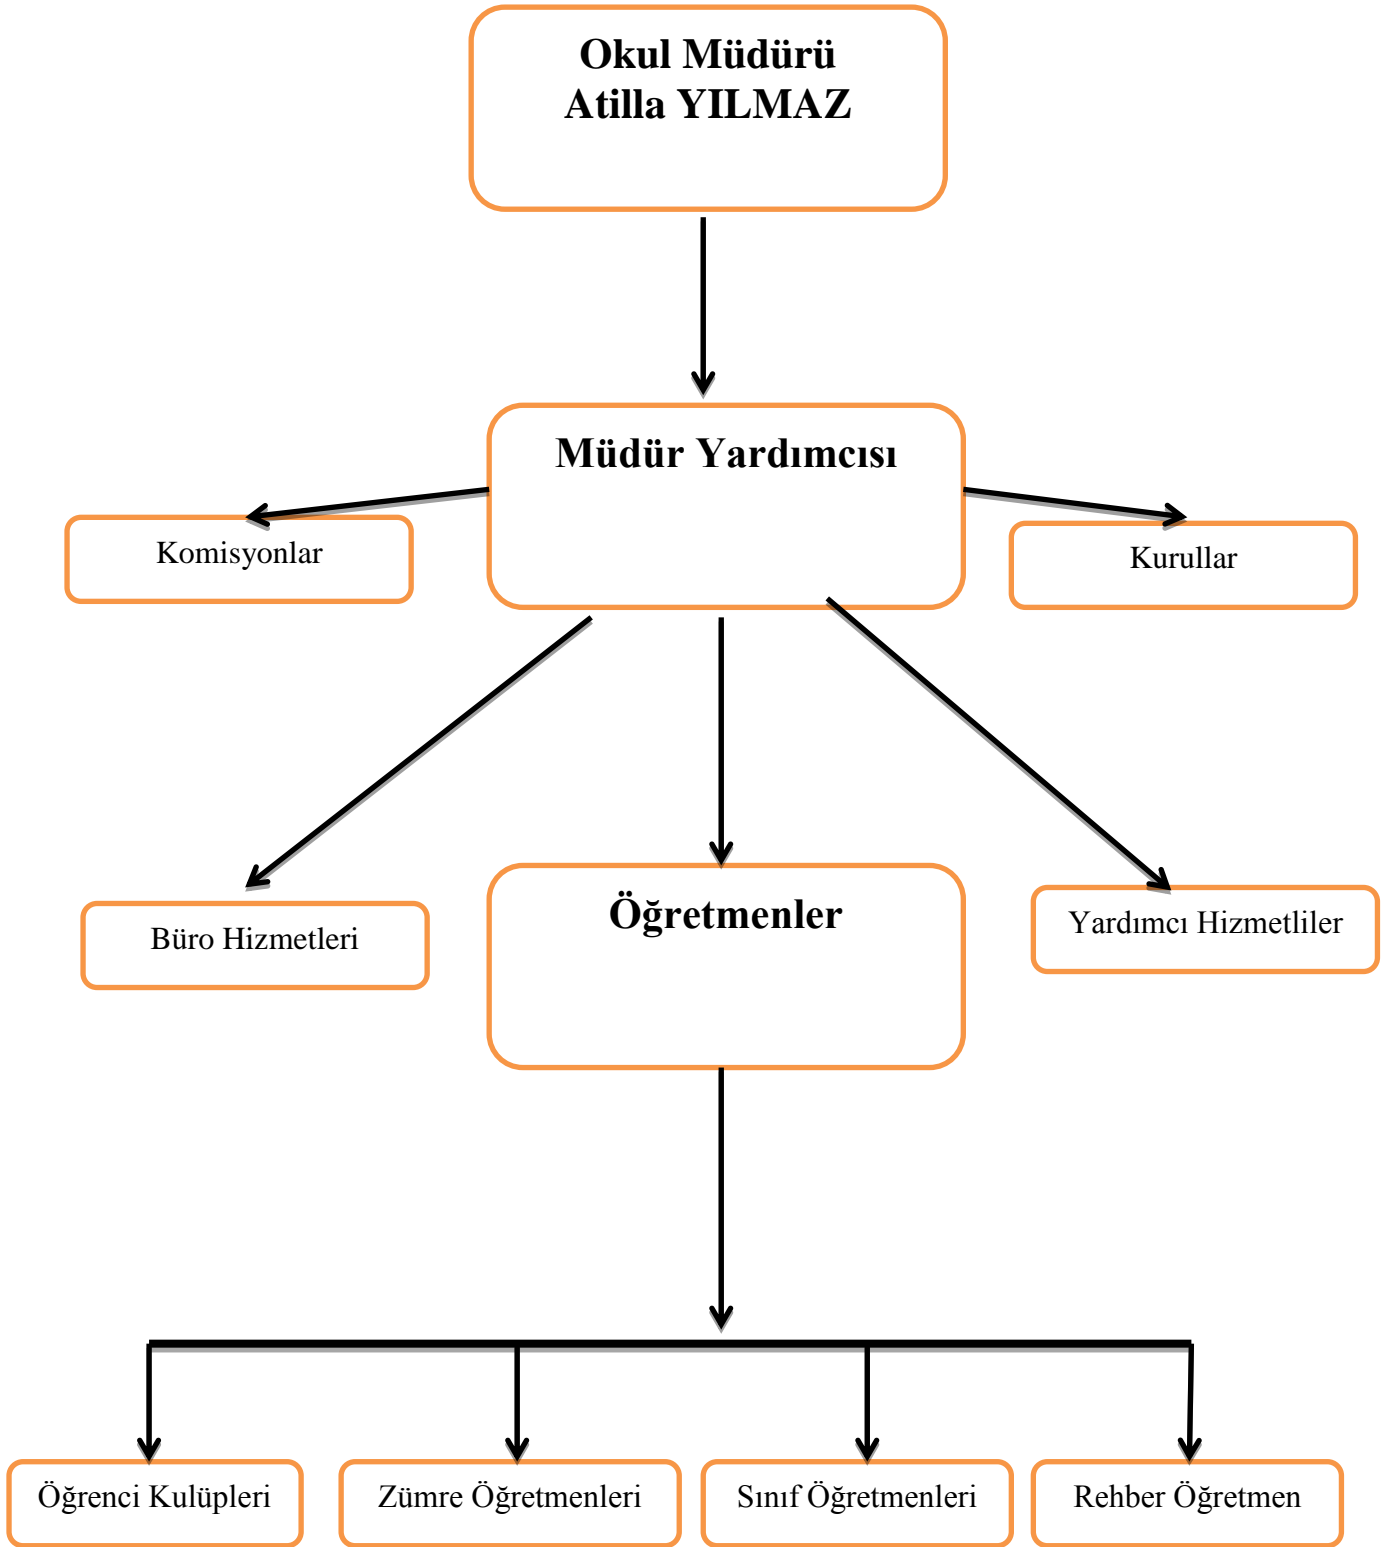 Okul Müdürü
Atilla YILMAZ
Müdür Yardımcısı
Komisyonlar
Kurullar
Büro Hizmetleri
Öğretmenler
Yardımcı Hizmetliler
Öğrenci Kulüpleri
Zümre Öğretmenleri
Sınıf Öğretmenleri
Rehber Öğretmen